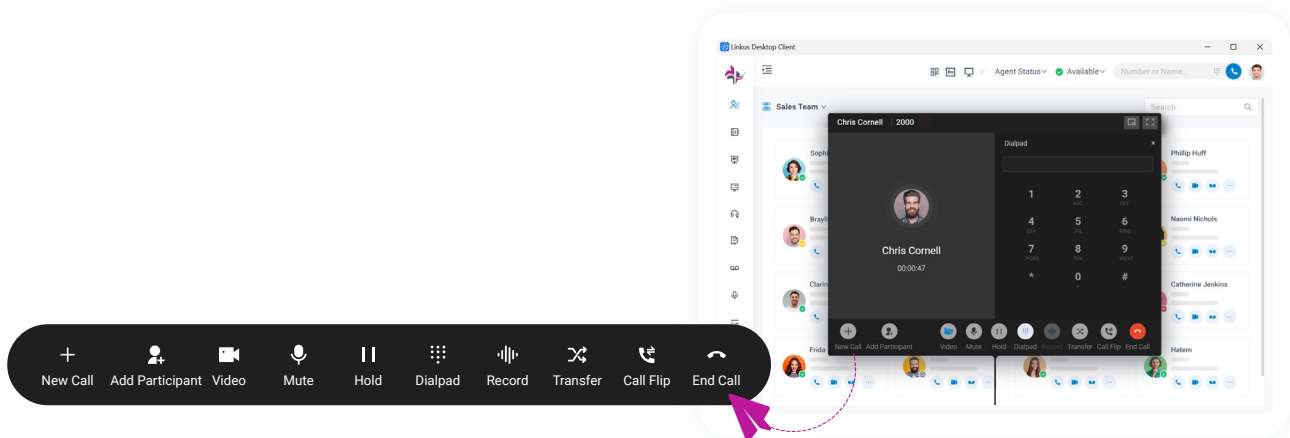 Linkus Desktop Client
Agent Status
Available
Number or Name...
Sales Team
Search
Chris Cornell
2000
Dialpad
×
Phillip Huff
1
2
3
ABC
DEF
4
5
6
GHI
JKL
MNO
Naomi Nichols
7
8
9
PQRS
TUV
WXYZ
*
0
#
+
Chris Cornell
00:00:47
Catherine Jenkins
New Call
Add Participant
Video
Mute
Hold
Dialpad
Record
Transfer
Call Flip
End Call
Frida
Hatem
New Call
Add Participant
Video
Mute
Hold
Dialpad
Record
Transfer
Call Flip
End Call